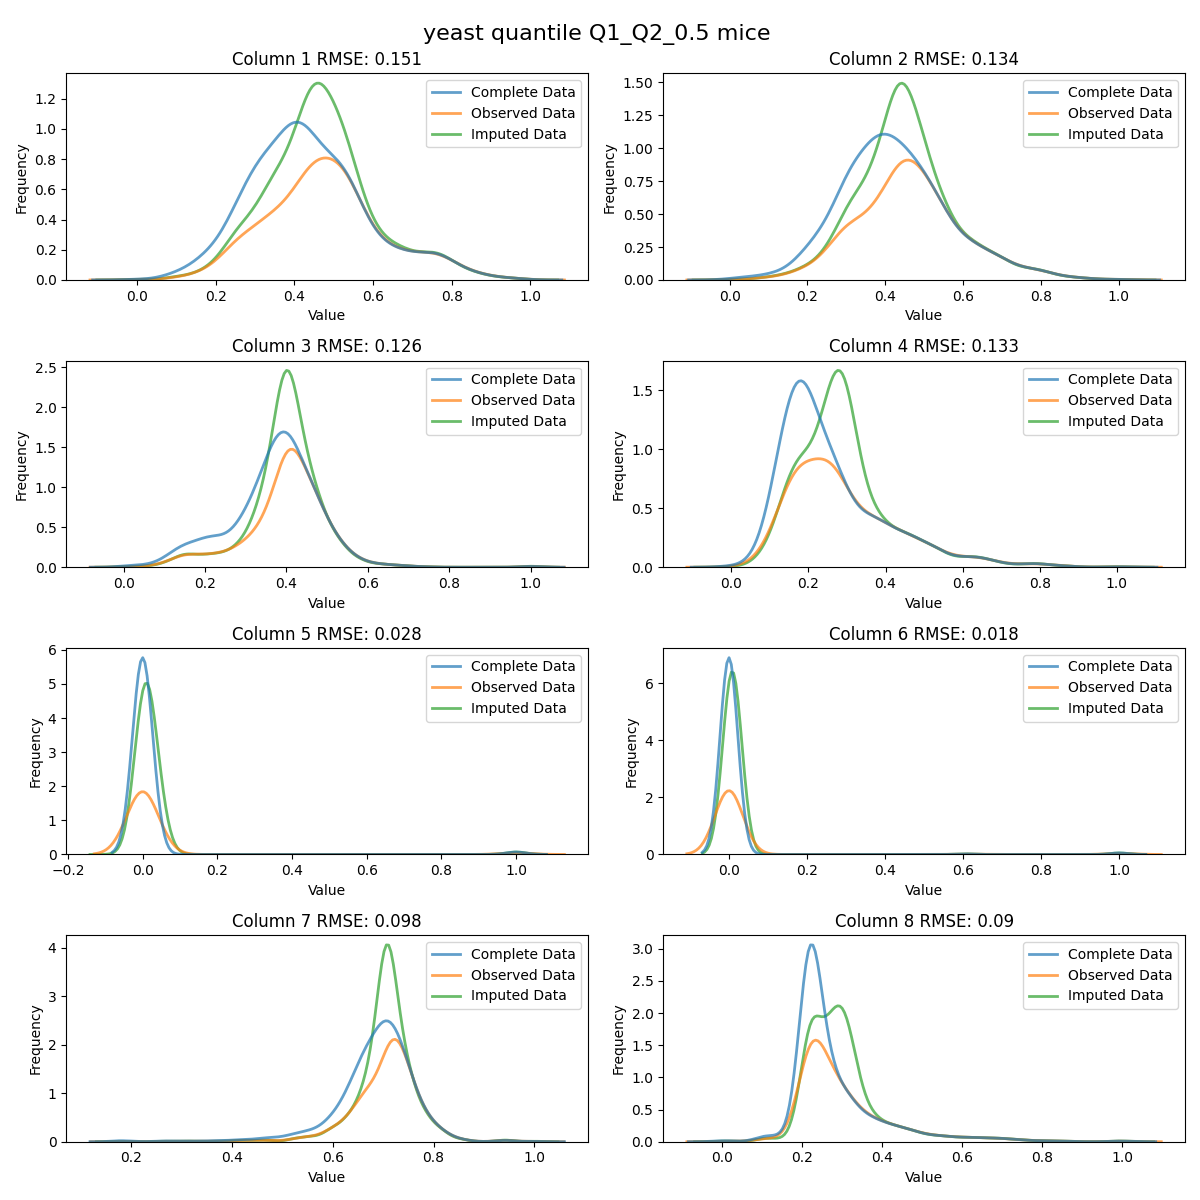 yeast quantile Q1_Q2_0.5 mice
Column 1 RMSE: 0.151
Complete Data
Observed Data
Imputed Data
Frequency
1.2
1.0
0.8
0.6
0.4
0.2
0.0
0.0 0.2 0.4 0.6 0.8 1.0
Value
Column 2 RMSE: 0.134
Complete Data
Observed Data
Imputed Data
Frequency
1.50
1.25
1.00
0.75
0.50
0.25
0.00
0.0 0.2 0.4 0.6 0.8 1.0
Value
Column 3 RMSE: 0.126
Complete Data
Observed Data
Imputed Data
Frequency
2.5
2.0
1.5
1.0
0.5
0.0
0.0 0.2 0.4 0.6 0.8 1.0
Value
Column 4 RMSE: 0.133
Complete Data
Observed Data
Imputed Data
Frequency
1.5
1.0
0.5
0.0
0.0 0.2 0.4 0.6 0.8 1.0
Value
Column 5 RMSE: 0.028
Complete Data
Observed Data
Imputed Data
Frequency
6
5
4
3
2
1
0
−0.2 0.0 0.2 0.4 0.6 0.8 1.0
Value
Column 6 RMSE: 0.018
Complete Data
Observed Data
Imputed Data
Frequency
6
4
2
0
0.0 0.2 0.4 0.6 0.8 1.0
Value
Column 7 RMSE: 0.098
Complete Data
Observed Data
Imputed Data
Frequency
4
3
2
1
0
0.2 0.4 0.6 0.8 1.0
Value
Column 8 RMSE: 0.09
Complete Data
Observed Data
Imputed Data
Frequency
3.0
2.5
2.0
1.5
1.0
0.5
0.0
0.0 0.2 0.4 0.6 0.8 1.0
Value